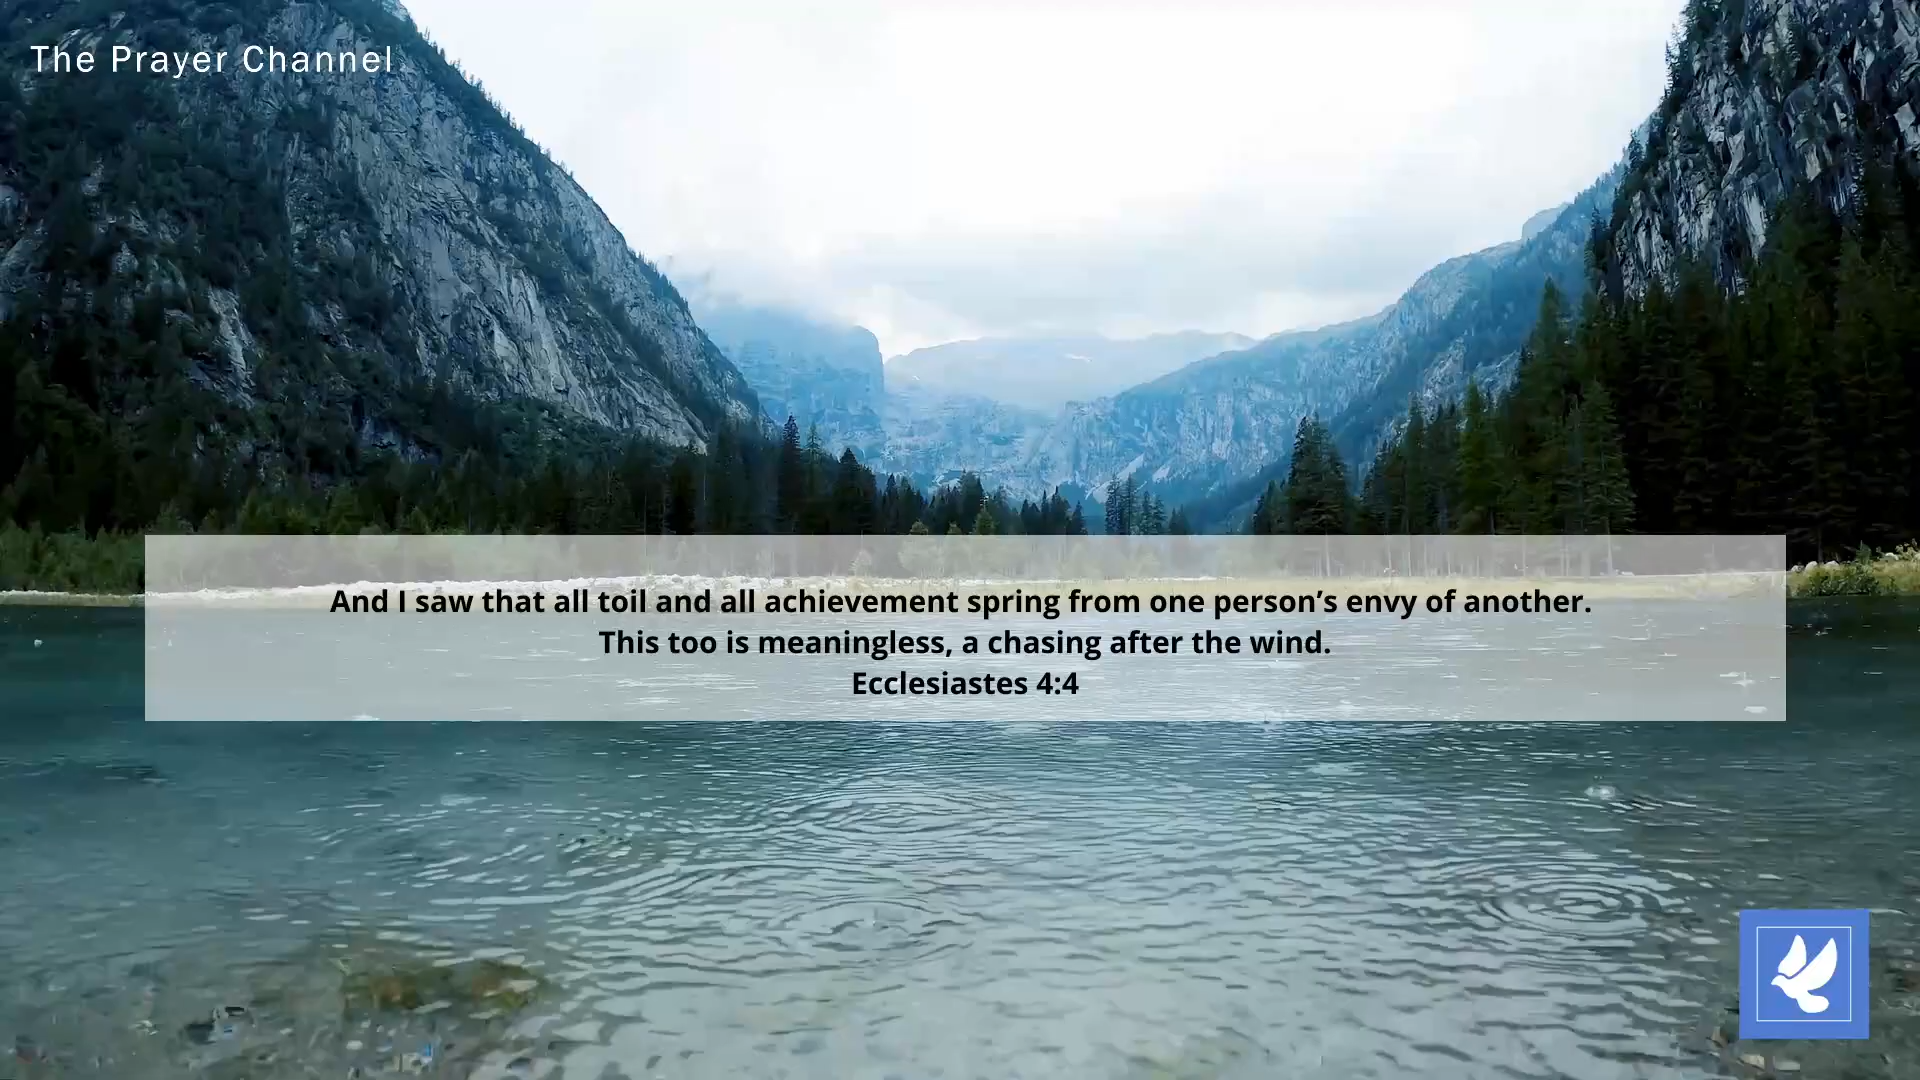 The Prayer Channel
And I saw that all toil and all achievement spring from one person’s envy of another.
This too is meaningless, a chasing after the wind.
Ecclesiastes 4:4